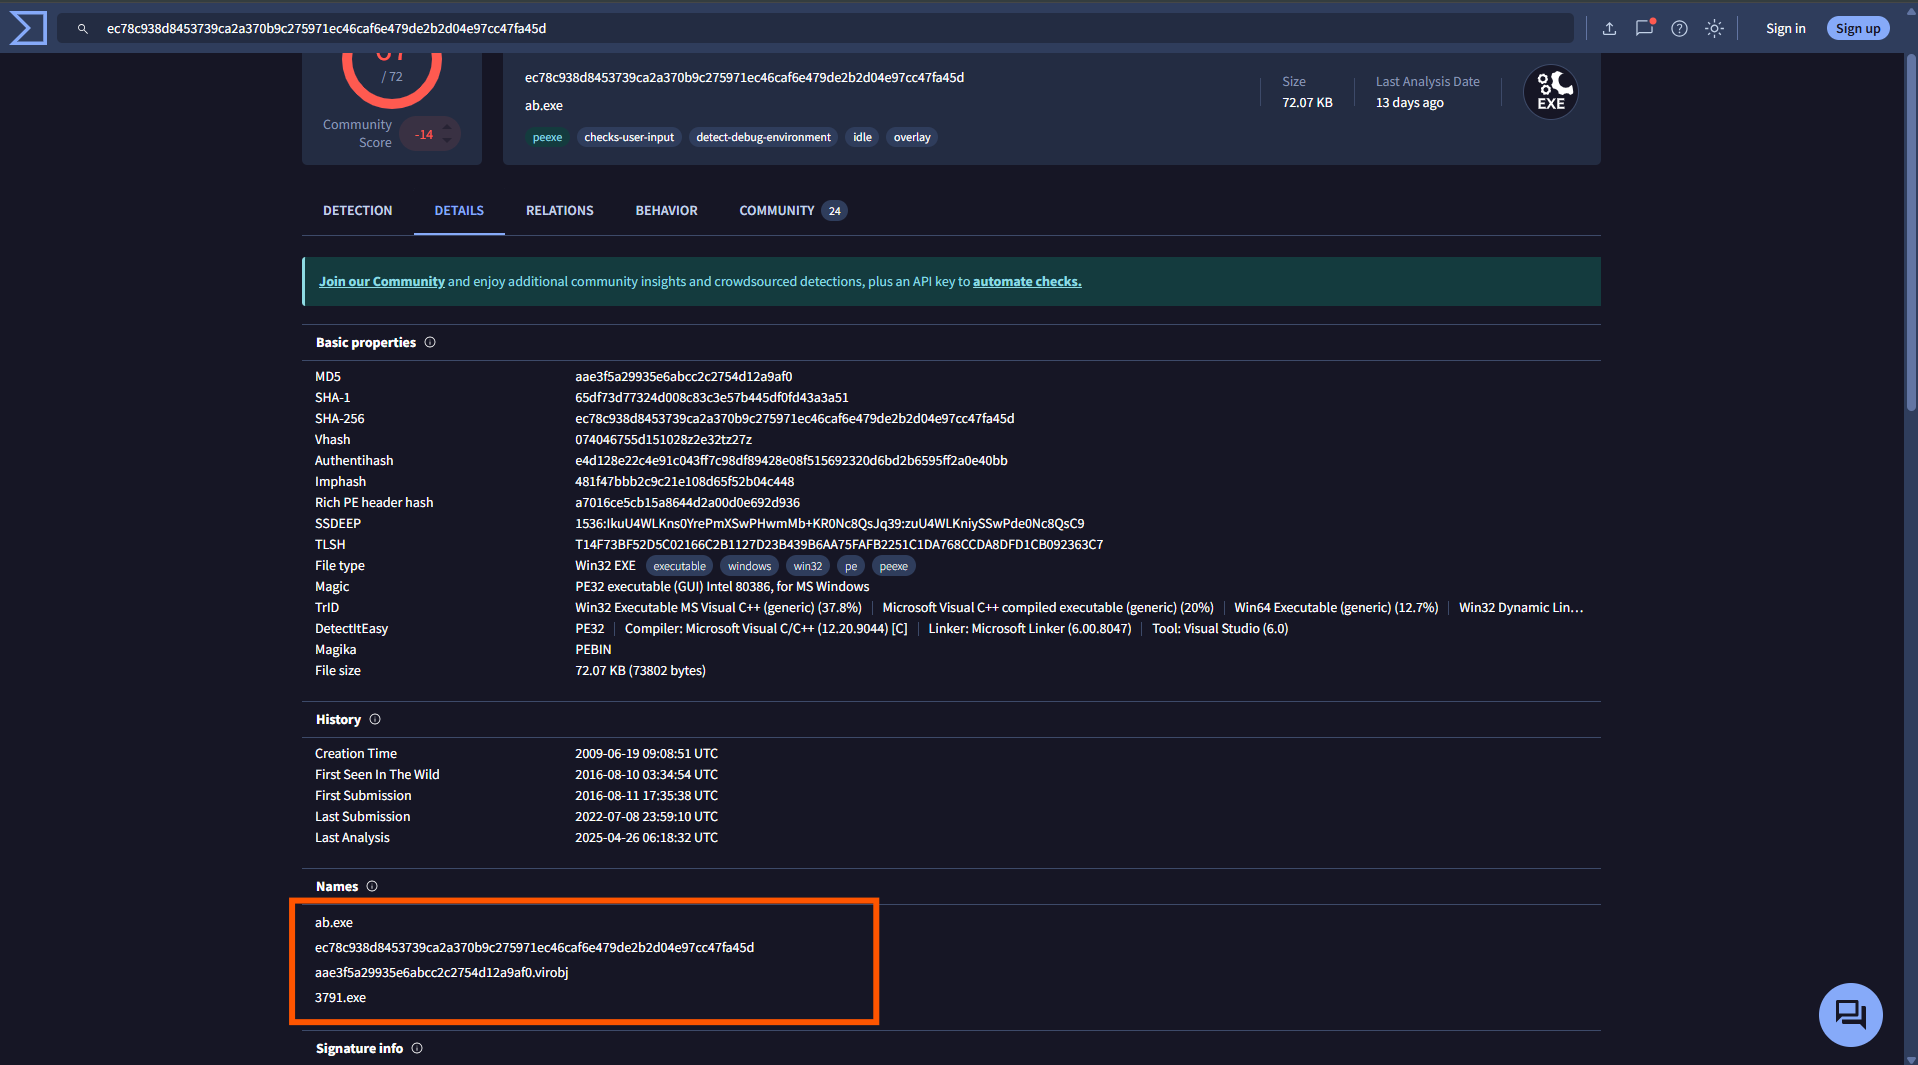 ec78c938d8453739ca2a370b9c275971ec46caf6e479de2b2d04e97cc47fa45d
Sign in
Sign up
/ 72
Community Score
-14
ec78c938d8453739ca2a370b9c275971ec46caf6e479de2b2d04e97cc47fa45d
ab.exe
peexe checks-user-input detect-debug-environment idle overlay
Size
72.07 KB
Last Analysis Date
13 days ago
EXE
DETECTION DETAILS RELATIONS BEHAVIOR COMMUNITY 24
Join our Community and enjoy additional community insights and crowdsourced detections, plus an API key to automate checks.
Basic properties
MD5 aae3f5a29935e6abcc2c2754d12a9af0
SHA-1 65df73d77324d008c83c3e57b445df0fd43a3a51
SHA-256 ec78c938d8453739ca2a370b9c275971ec46caf6e479de2b2d04e97cc47fa45d
Vhash 074046755d151028z2e32tz27z
Authentihash e4d128e22c4e91c043ff7c98df89428e08f515692320d6bd2b6595ff2a0e40bb
Imphash 481f47bbb2c9c21e108d65f52b04c448
Rich PE header hash a7016ce5cb15a8644d2a00d0e692d936
SSDEEP 1536:IkuU4WLKns0YrePmXSwPHwmMb+KR0Nc8QsJq39:zuU4WLKniySSwPde0Nc8QsC9
TLSH T14F73BF52D5C02166C2B1127D23B439B6AA75FAFB2251C1DA768CCDA8DFD1CB092363C7
File type Win32 EXE executable windows win32 pe peexe
Magic PE32 executable (GUI) Intel 80386, for MS Windows
TrID Win32 Executable MS Visual C++ (generic) (37.8%) Microsoft Visual C++ compiled executable (generic) (20%) Win64 Executable (generic) (12.7%) Win32 Dynamic Lin…
DetectItEasy PE32 Compiler: Microsoft Visual C/C++ (12.20.9044) [C] Linker: Microsoft Linker (6.00.8047) Tool: Visual Studio (6.0)
Magika PEBIN
File size 72.07 KB (73802 bytes)
History
Creation Time 2009-06-19 09:08:51 UTC
First Seen In The Wild 2016-08-10 03:34:54 UTC
First Submission 2016-08-11 17:35:38 UTC
Last Submission 2022-07-08 23:59:10 UTC
Last Analysis 2025-04-26 06:18:32 UTC
Names
ab.exe
ec78c938d8453739ca2a370b9c275971ec46caf6e479de2b2d04e97cc47fa45d
aae3f5a29935e6abcc2c2754d12a9af0.virobj
3791.exe
Signature info